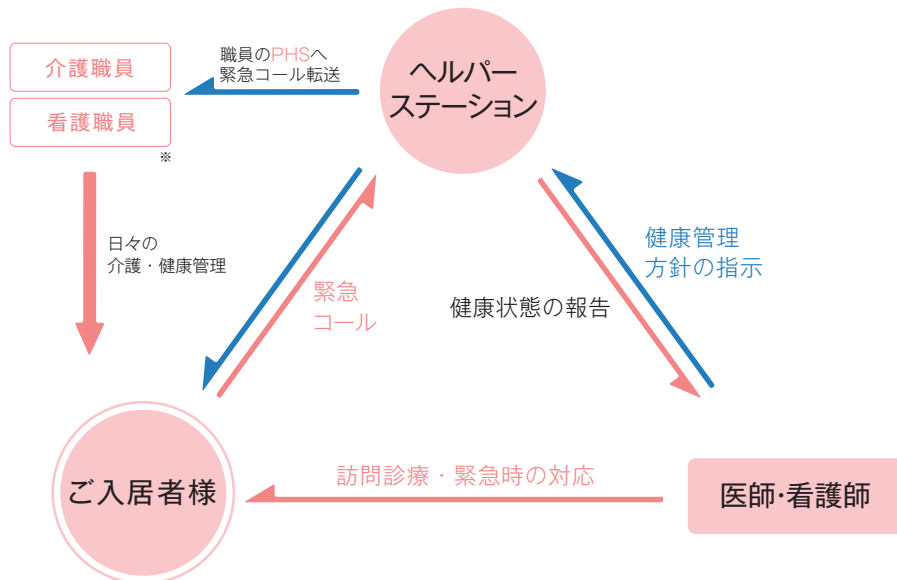 介護職員
看護職員
※
職員のPHSへ
緊急コール転送
ヘルパー
ステーション
日々の
介護・健康管理
緊急
コール
健康状態の報告
健康管理
方針の指示
ご入居者様
訪問診療・緊急時の対応
医師・看護師